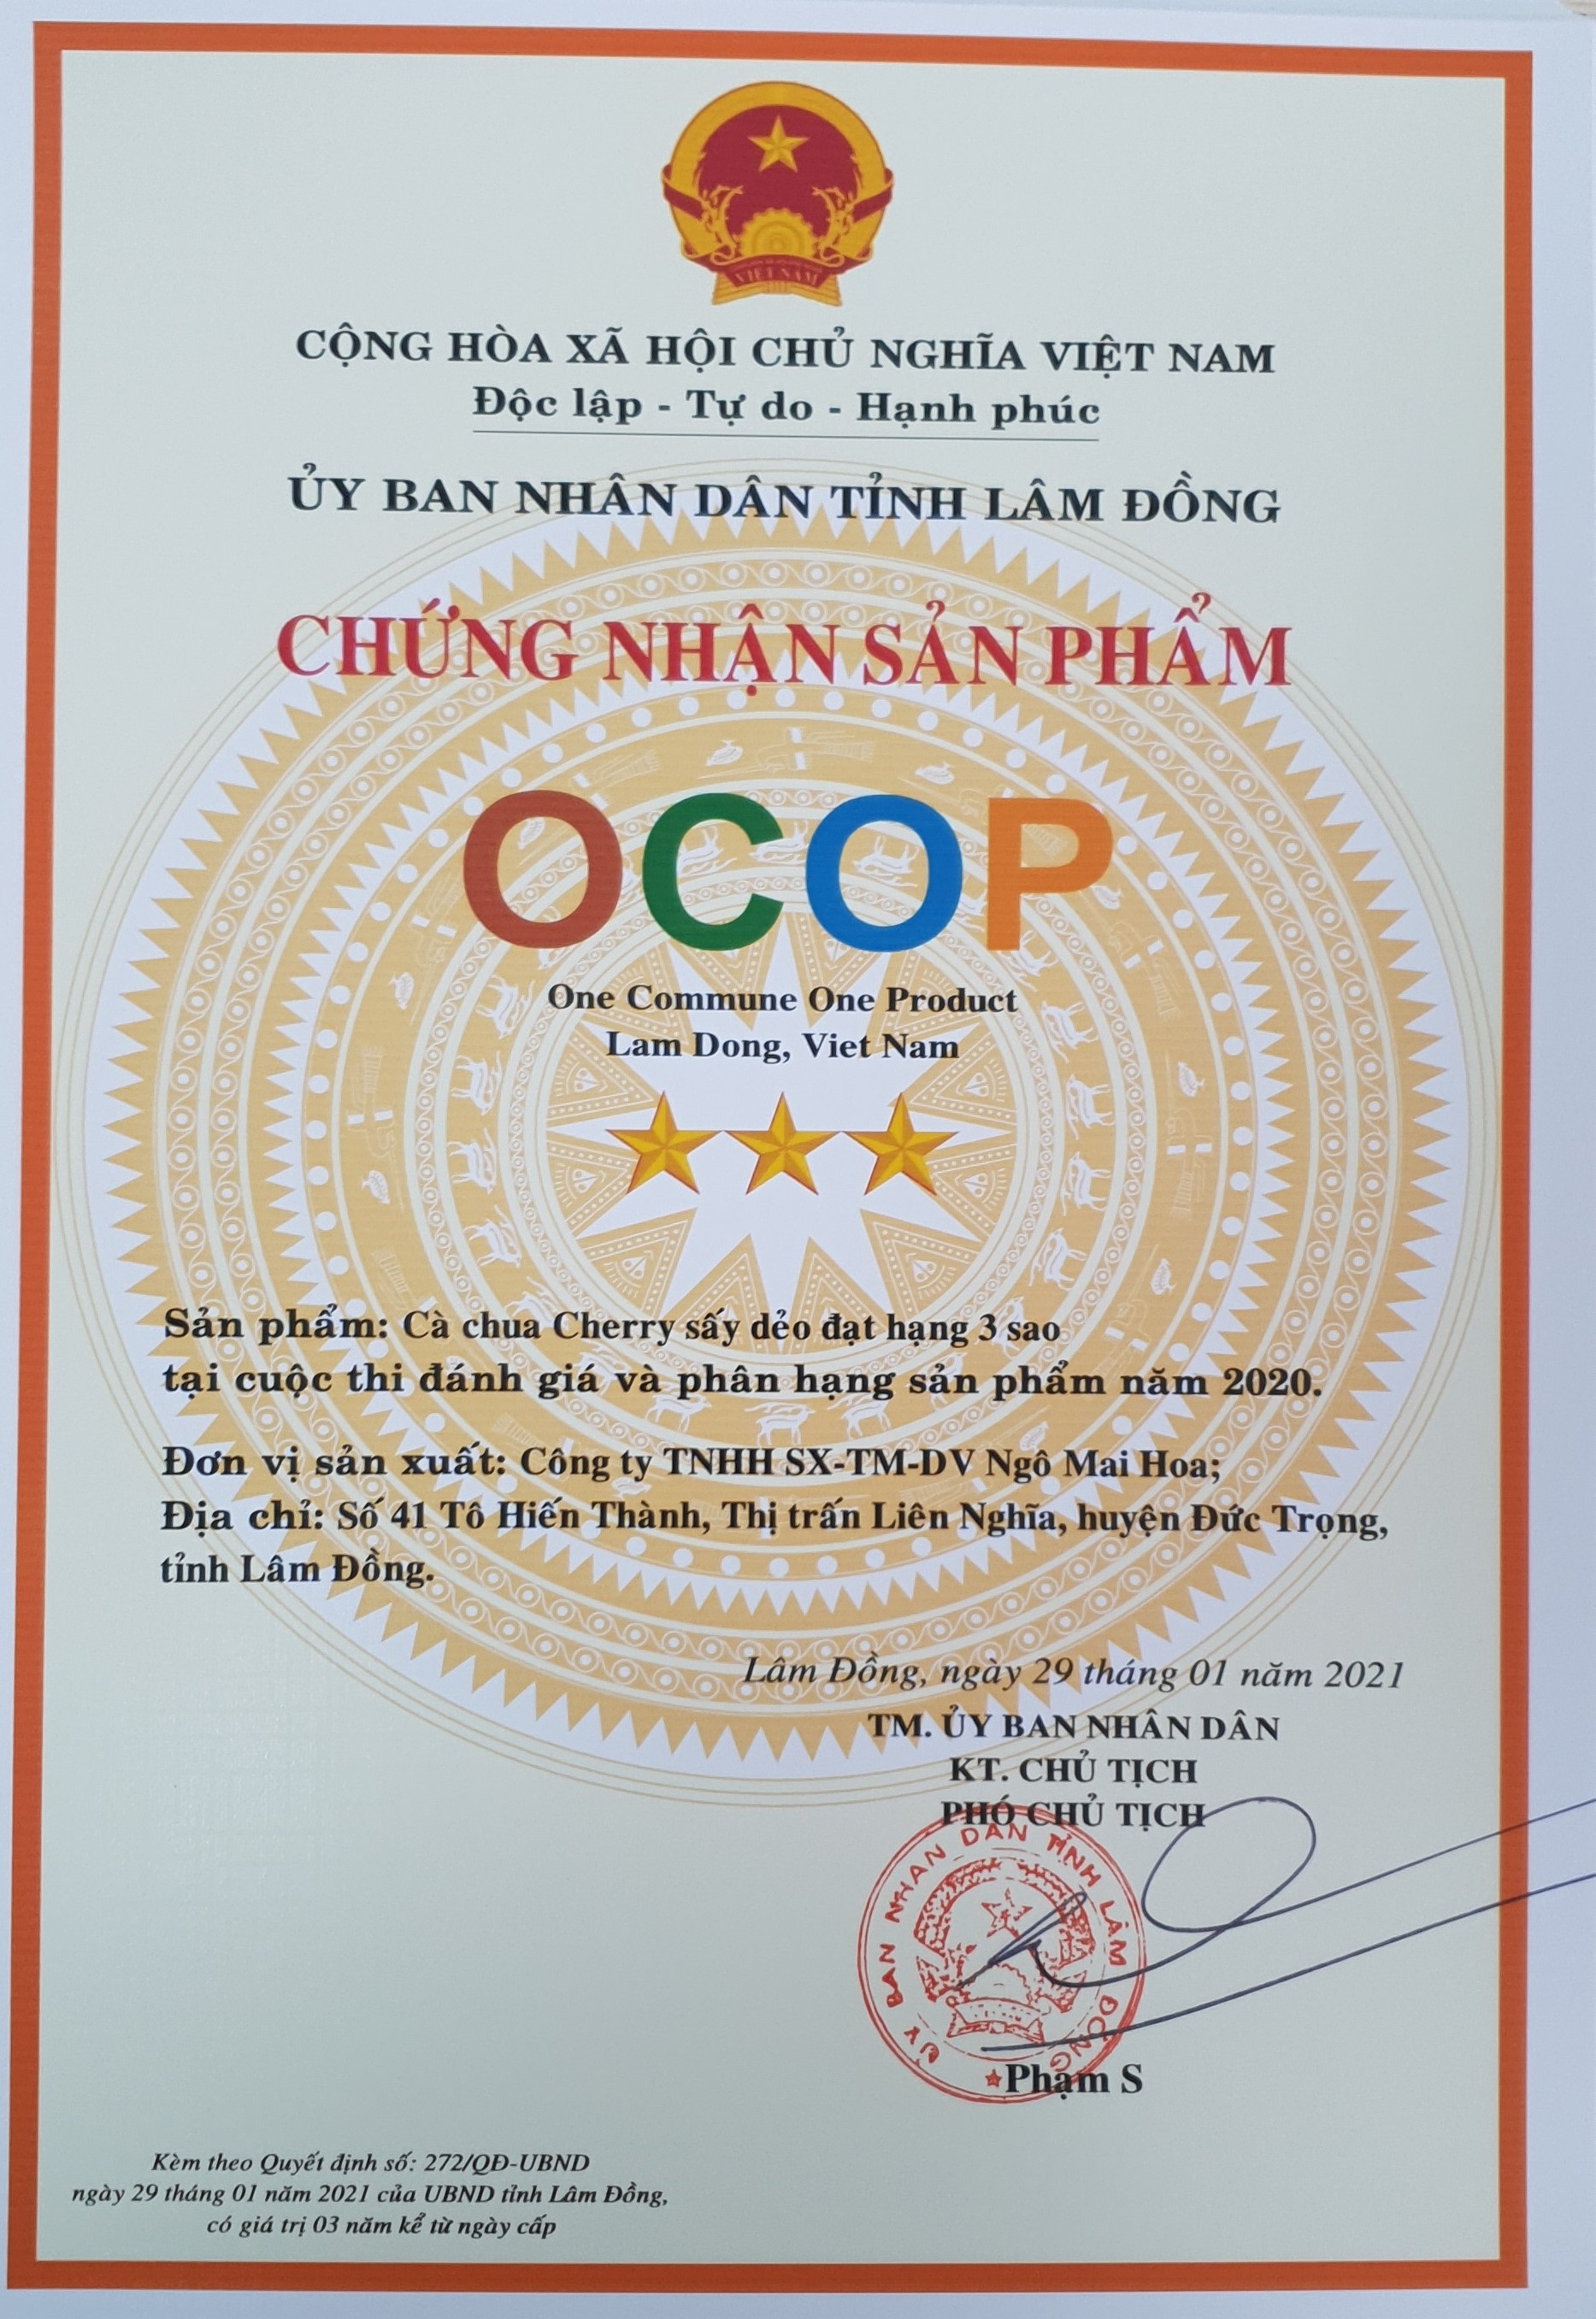 VIỆT NAM
CỘNG HÒA XÃ HỘI CHỦ NGHĨA VIỆT NAM
Độc lập - Tự do - Hạnh phúc
ỦY BAN NHÂN DÂN TỈNH LÂM ĐỒNG
CHỨNG NHẬN SẢN PHẨM
OCOP
One Commune One Product
Lam Dong, Viet Nam
Sản phẩm: Cà chua Cherry sấy dẻo đạt hạng 3 sao
tại cuộc thi đánh giá và phân hạng sản phẩm năm 2020.
Đơn vị sản xuất: Công ty TNHH SX-TM-DV Ngô Mai Hoa;
Địa chỉ: Số 41 Tô Hiến Thành, Thị trấn Liên Nghĩa, huyện Đức Trọng,
tỉnh Lâm Đồng.
Lâm Đồng, ngày 29 tháng 01 năm 2021
TM. ỦY BAN NHÂN DÂN
KT. CHỦ TỊCH
PHÓ CHỦ TỊCH
ỦY BAN NHÂN DÂN TỈNH LÂM ĐỒNG
Phạm S
Kèm theo Quyết định số: 272/QĐ-UBND
ngày 29 tháng 01 năm 2021 của UBND tỉnh Lâm Đồng,
có giá trị 03 năm kể từ ngày cấp